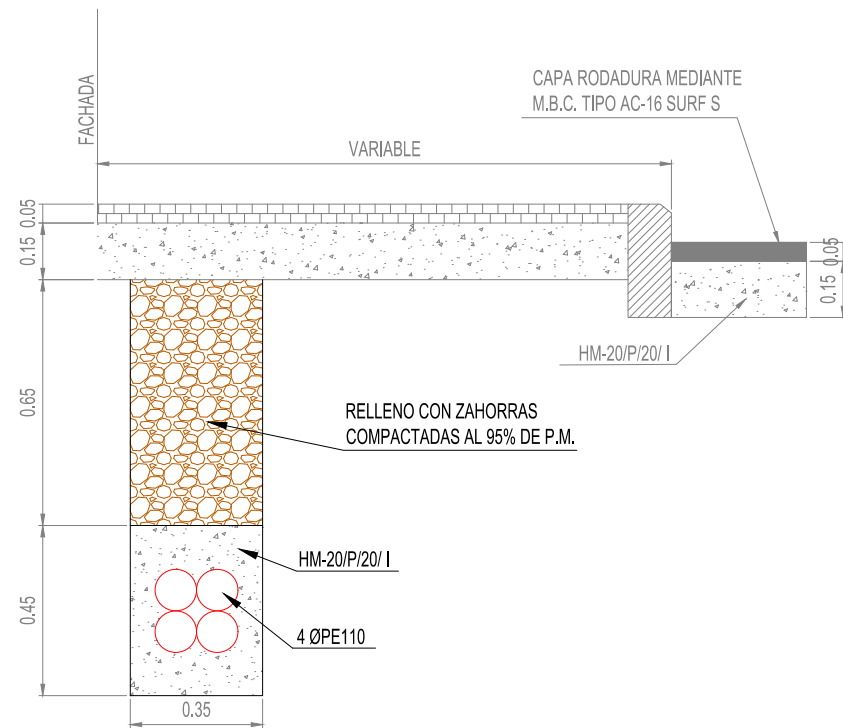 FACHADA
CAPA RODADURA MEDIANTE
M.B.C. TIPO AC-16 SURF S
VARIABLE
0.05
0.15
0.05
0.15
HM-20/P/20/ I
0.65
RELLENO CON ZAHORRAS
COMPACTADAS AL 95% DE P.M.
HM-20/P/20/ I
0.45
4 ØPE110
0.35